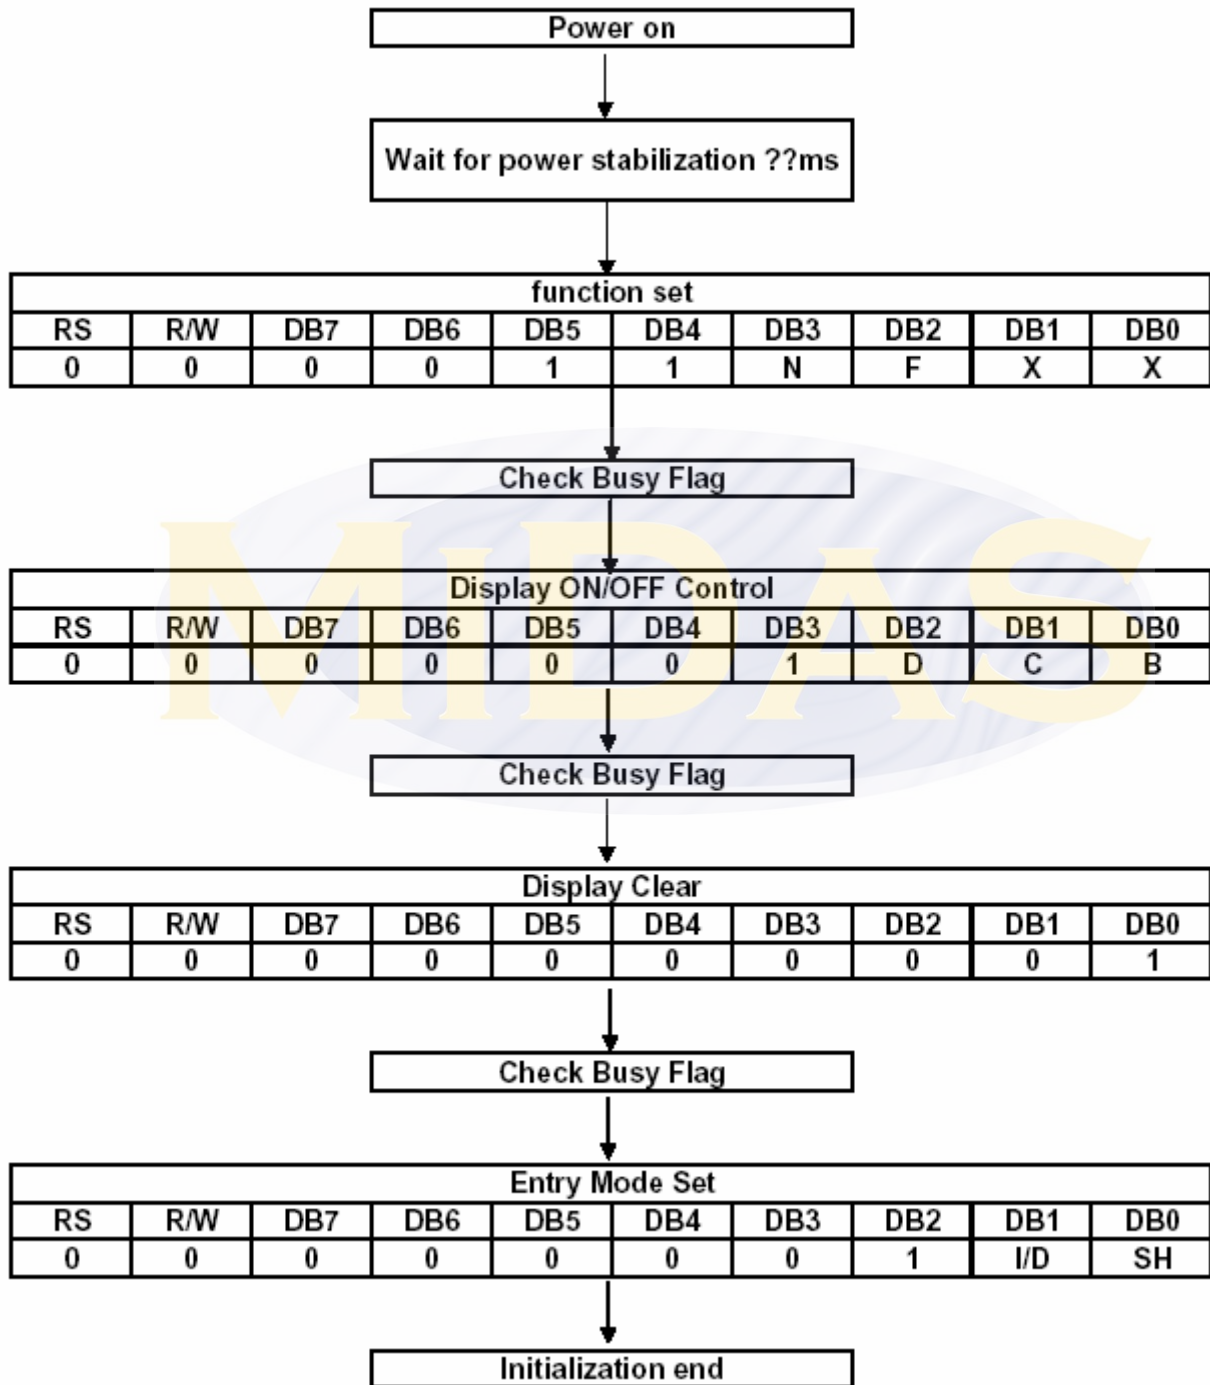 Power on
Wait for power stabilization ??ms
function set
RS R/W DB7 DB6 DB5 DB4 DB3 DB2 DB1 DB0
0 0 0 0 1 1 N F X X
Check Busy Flag
MIDAS
Display ON/OFF Control
RS R/W DB7 DB6 DB5 DB4 DB3 DB2 DB1 DB0
0 0 0 0 0 0 1 D C B
Check Busy Flag
Display Clear
RS R/W DB7 DB6 DB5 DB4 DB3 DB2 DB1 DB0
0 0 0 0 0 0 0 0 0 1
Check Busy Flag
Entry Mode Set
RS R/W DB7 DB6 DB5 DB4 DB3 DB2 DB1 DB0
0 0 0 0 0 0 0 1 I/D SH
Initialization end